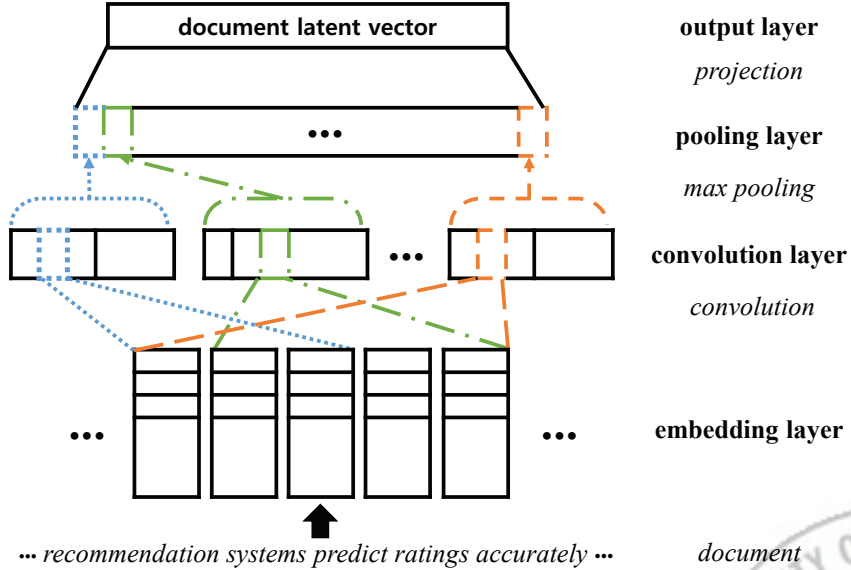 document latent vector output layer
projection
••• pooling layer
max pooling
••• convolution layer
convolution
••• ••• embedding layer
••• recommendation systems predict ratings accurately ••• document